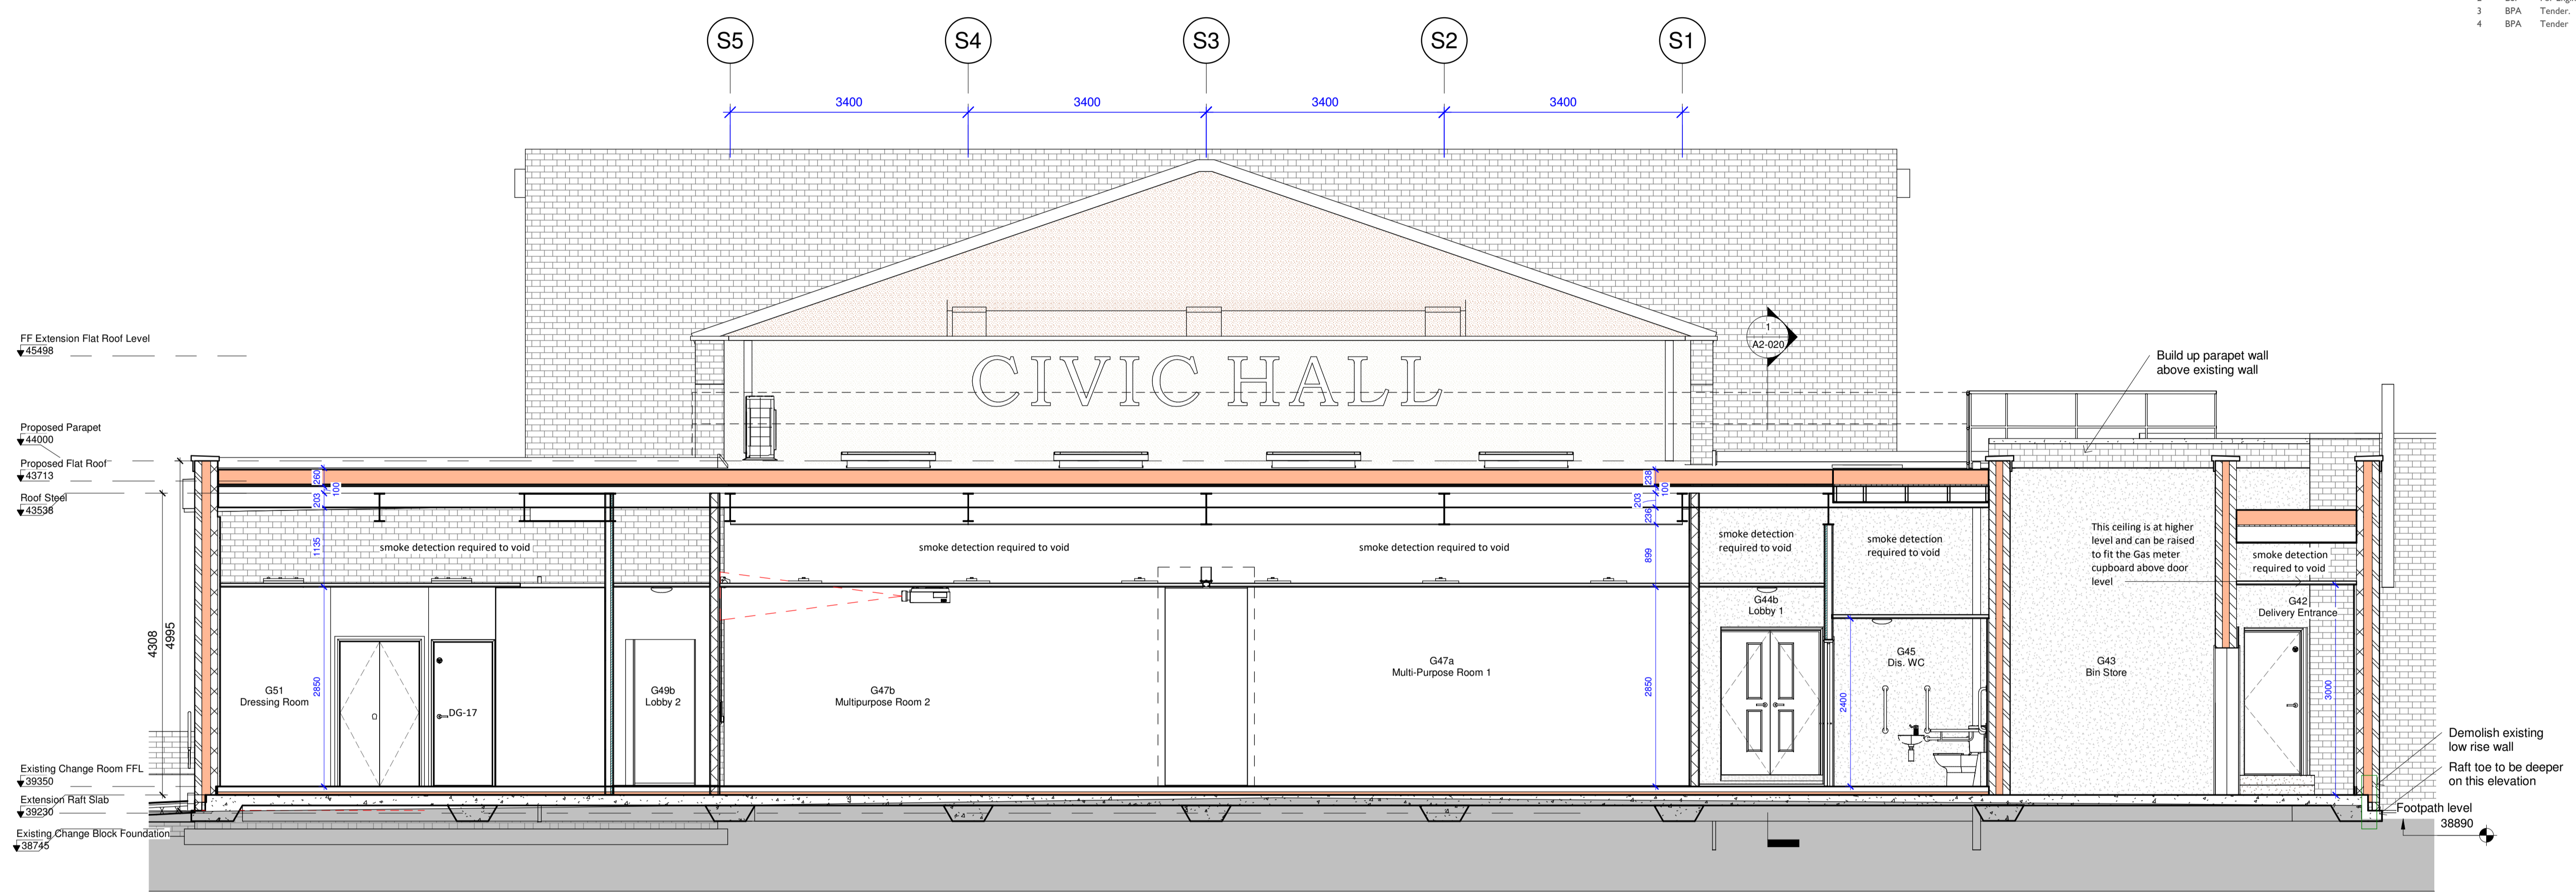 3 BPA Tender.
4 BPA Tender
S5
S4
S3
S2
S1
3400
3400
3400
3400
FF Extension Flat Roof Level
45498
Proposed Parapet
44000
Proposed Flat Roof
43713
Roof Steel
43538
Existing Change Room FFL
39350
Extension Raft Slab
39230
Existing Change Block Foundation
38745
4308
4995
CIVIC HALL
1
A2-020
Build up parapet wall
above existing wall
260
100
203
1135
2850
238
100
203
236
899
2850
2400
3000
smoke detection required to void
smoke detection required to void
smoke detection required to void
smoke detection
required to void
smoke detection
required to void
This ceiling is at higher
level and can be raised
to fit the Gas meter
cupboard above door
level
smoke detection
required to void
G51
Dressing Room
DG-17
G49b
Lobby 2
G47b
Multipurpose Room 2
G47a
Multi-Purpose Room 1
G44b
Lobby 1
G45
Dis. WC
G43
Bin Store
G42
Delivery Entrance
Demolish existing
low rise wall
Raft toe to be deeper
on this elevation
Footpath level
38890